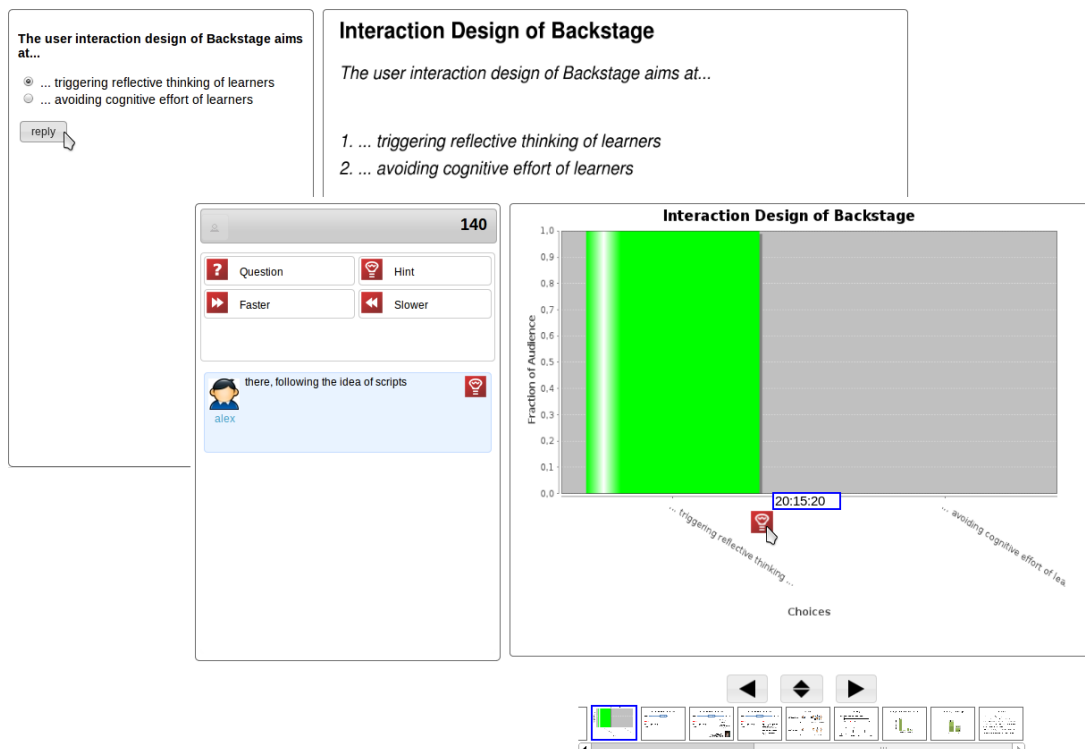 The user interaction design of Backstage aims
at...
... triggering reflective thinking of learners
... avoiding cognitive effort of learners
reply
Interaction Design of Backstage
The user interaction design of Backstage aims at...
1. ... triggering reflective thinking of learners
2. ... avoiding cognitive effort of learners
140
? Question
Hint
Faster
Slower
there, following the idea of scripts
alex
Interaction Design of Backstage
Fraction of Audience
1,0
0,9
0,8
0,7
0,6
0,5
0,4
0,3
0,2
0,1
0,0
20:15:20
... triggering reflective thinking ...
... avoiding cognitive effort of lea
Choices